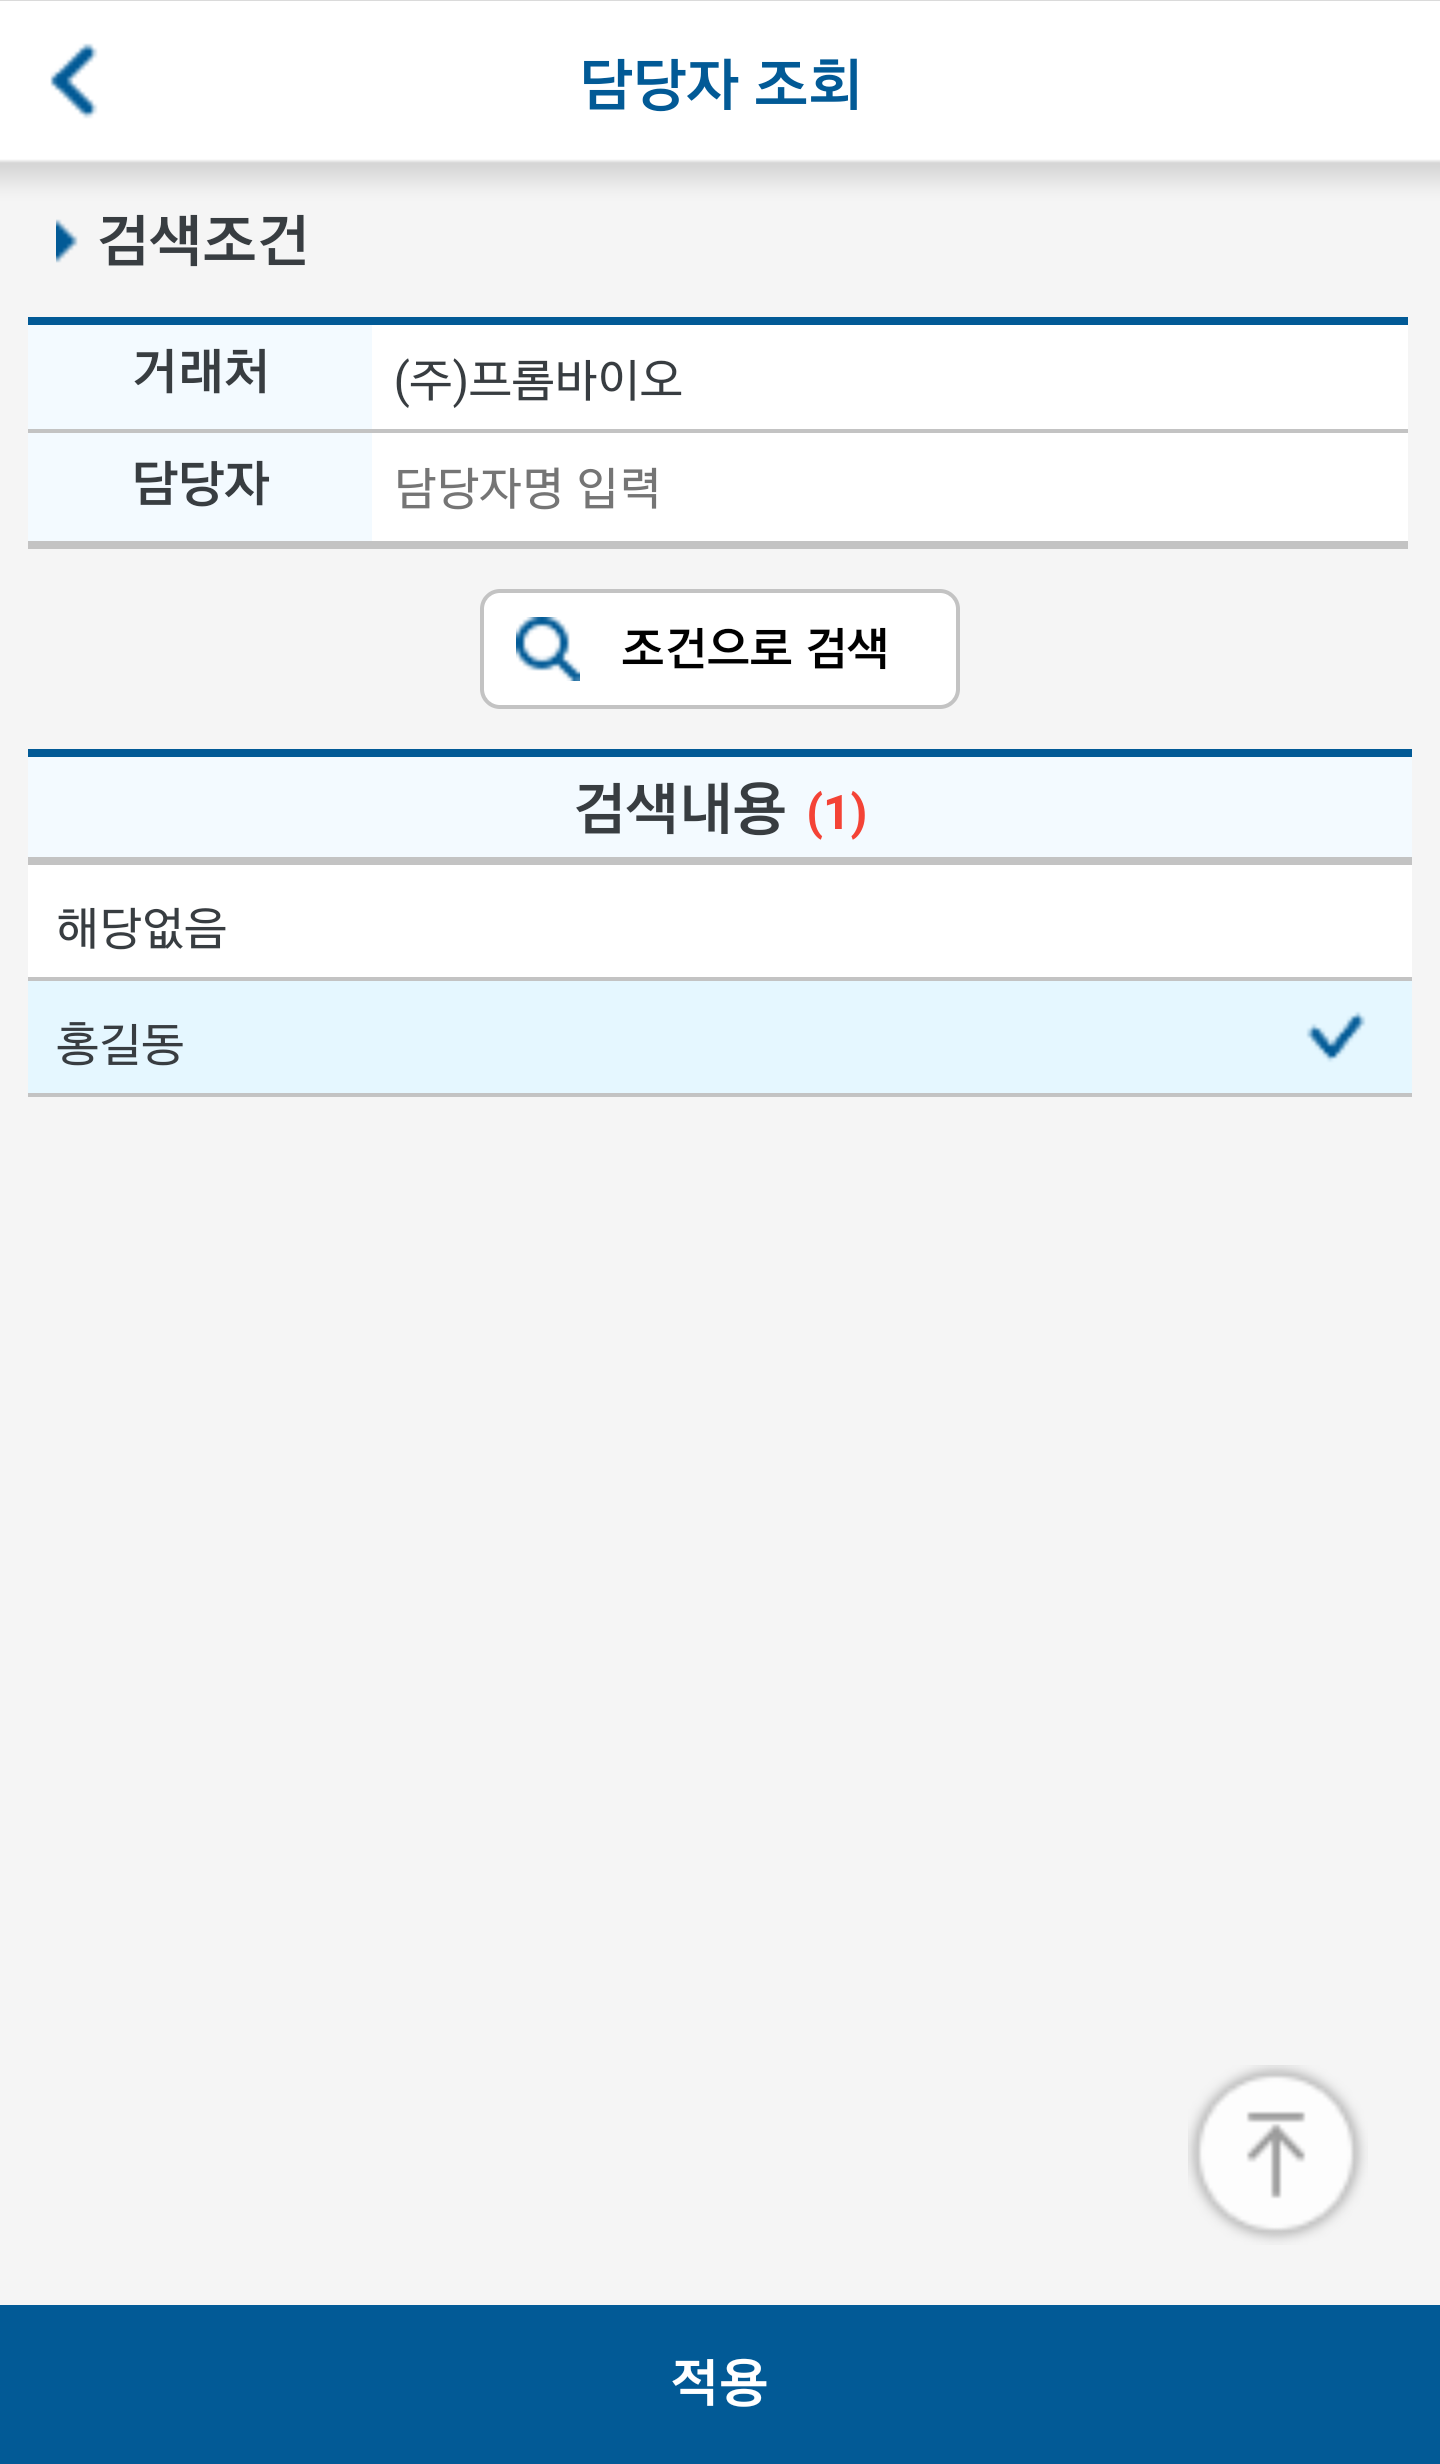 담당자 조회
검색조건
거래처 (주)프롬바이오
담당자 담당자명 입력
조건으로 검색
검색내용 (1)
해당없음
홍길동
적용